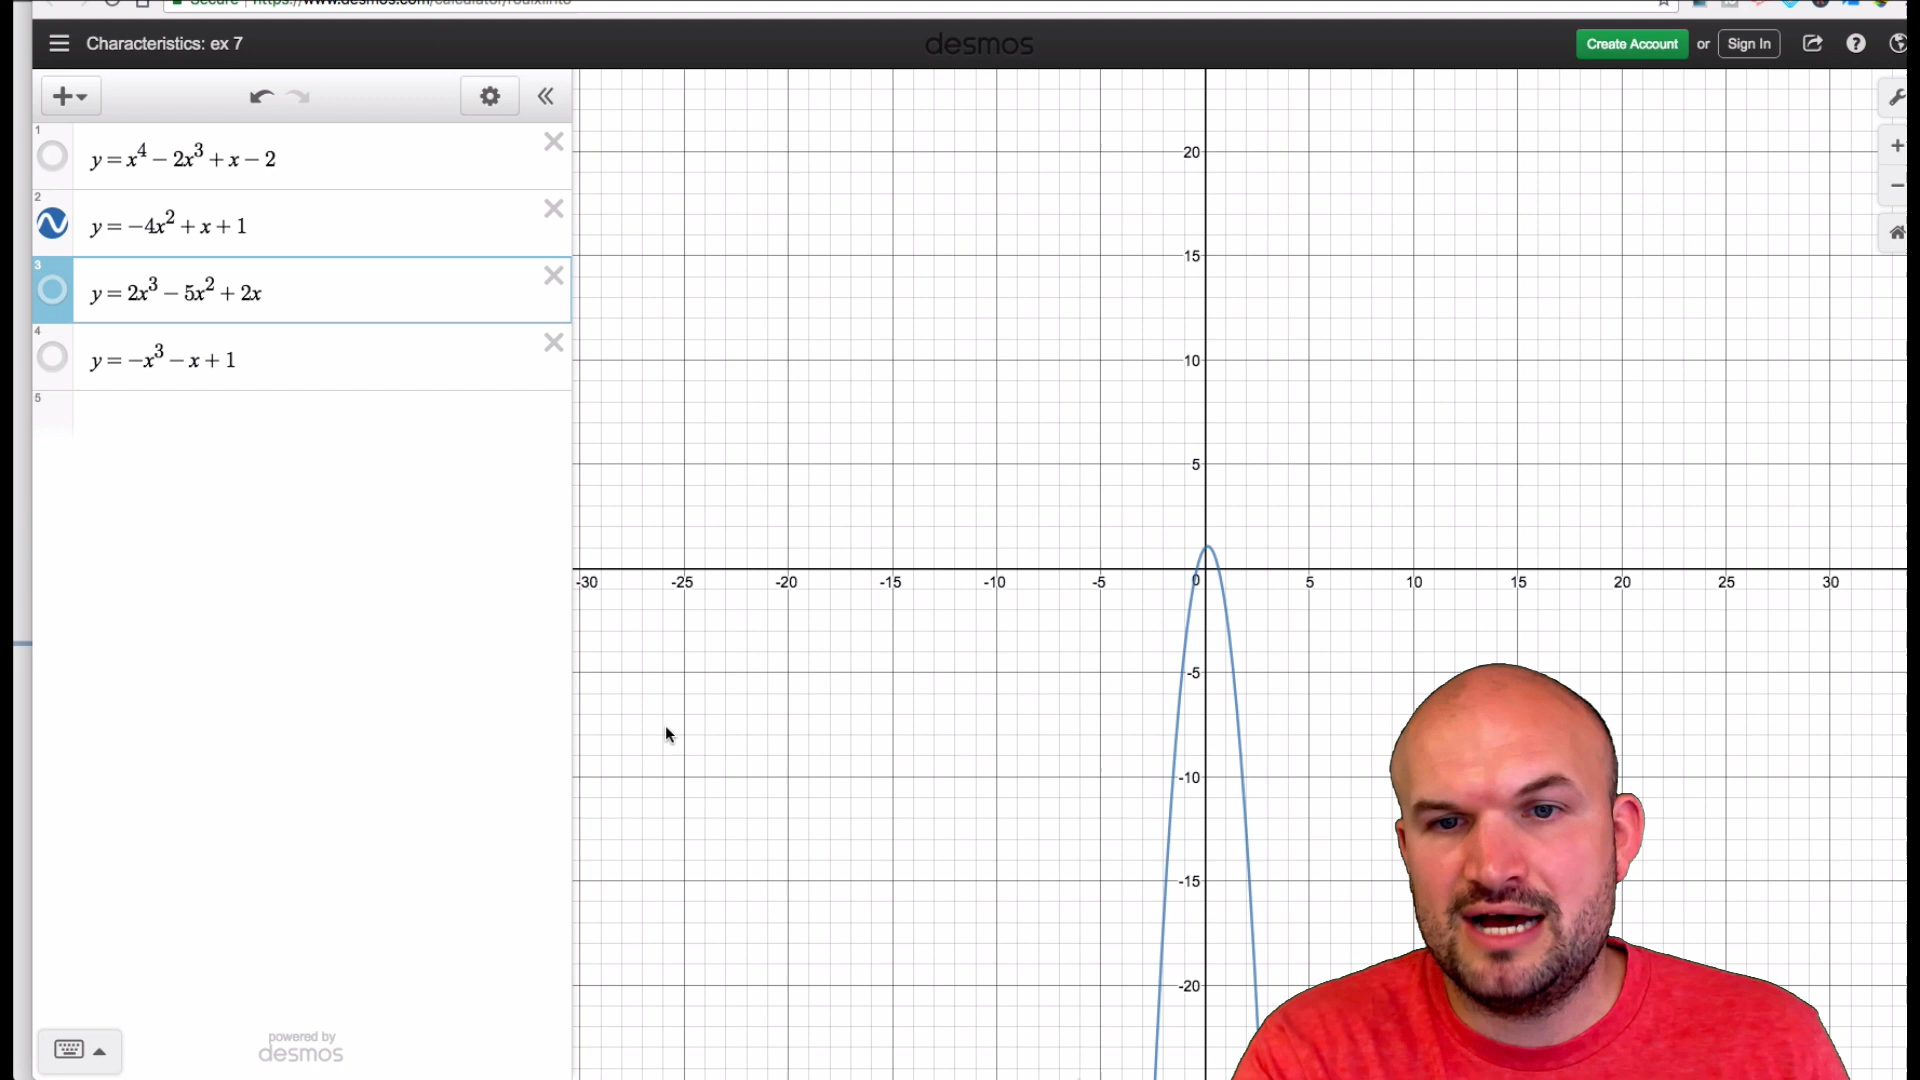 Characteristics: ex 7
desmos
Create Account or Sign In
1
y = x⁴ − 2x³ + x − 2
2
y = −4x² + x + 1
3
y = 2x³ − 5x² + 2x
4
y = −x³ − x + 1
5
powered by
desmos
20
15
10
5
-30 -25 -20 -15 -10 -5 0 5 10 15 20 25 30
-5
-10
-15
-20